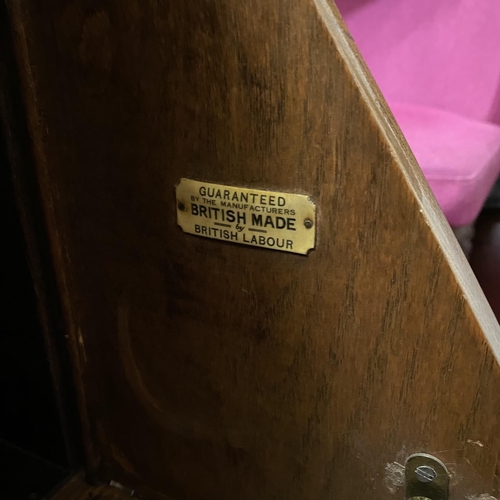 GUARANTEED
BY THE MANUFACTURERS
BRITISH MADE
by
BRITISH LABOUR